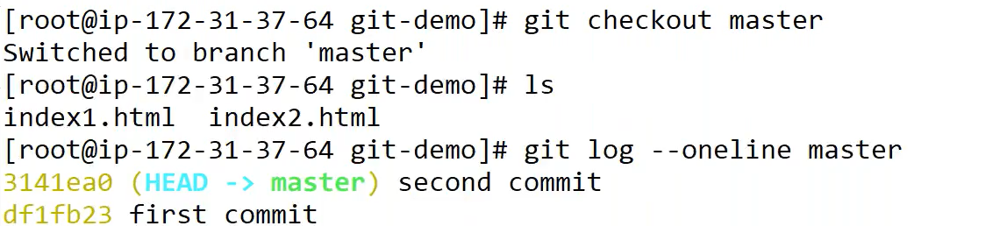 [root@ip-172-31-37-64 git-demo]# git checkout master
Switched to branch 'master'
[root@ip-172-31-37-64 git-demo]# ls
index1.html  index2.html
[root@ip-172-31-37-64 git-demo]# git log --oneline master
3141ea0 (HEAD -> master) second commit
df1fb23 first commit